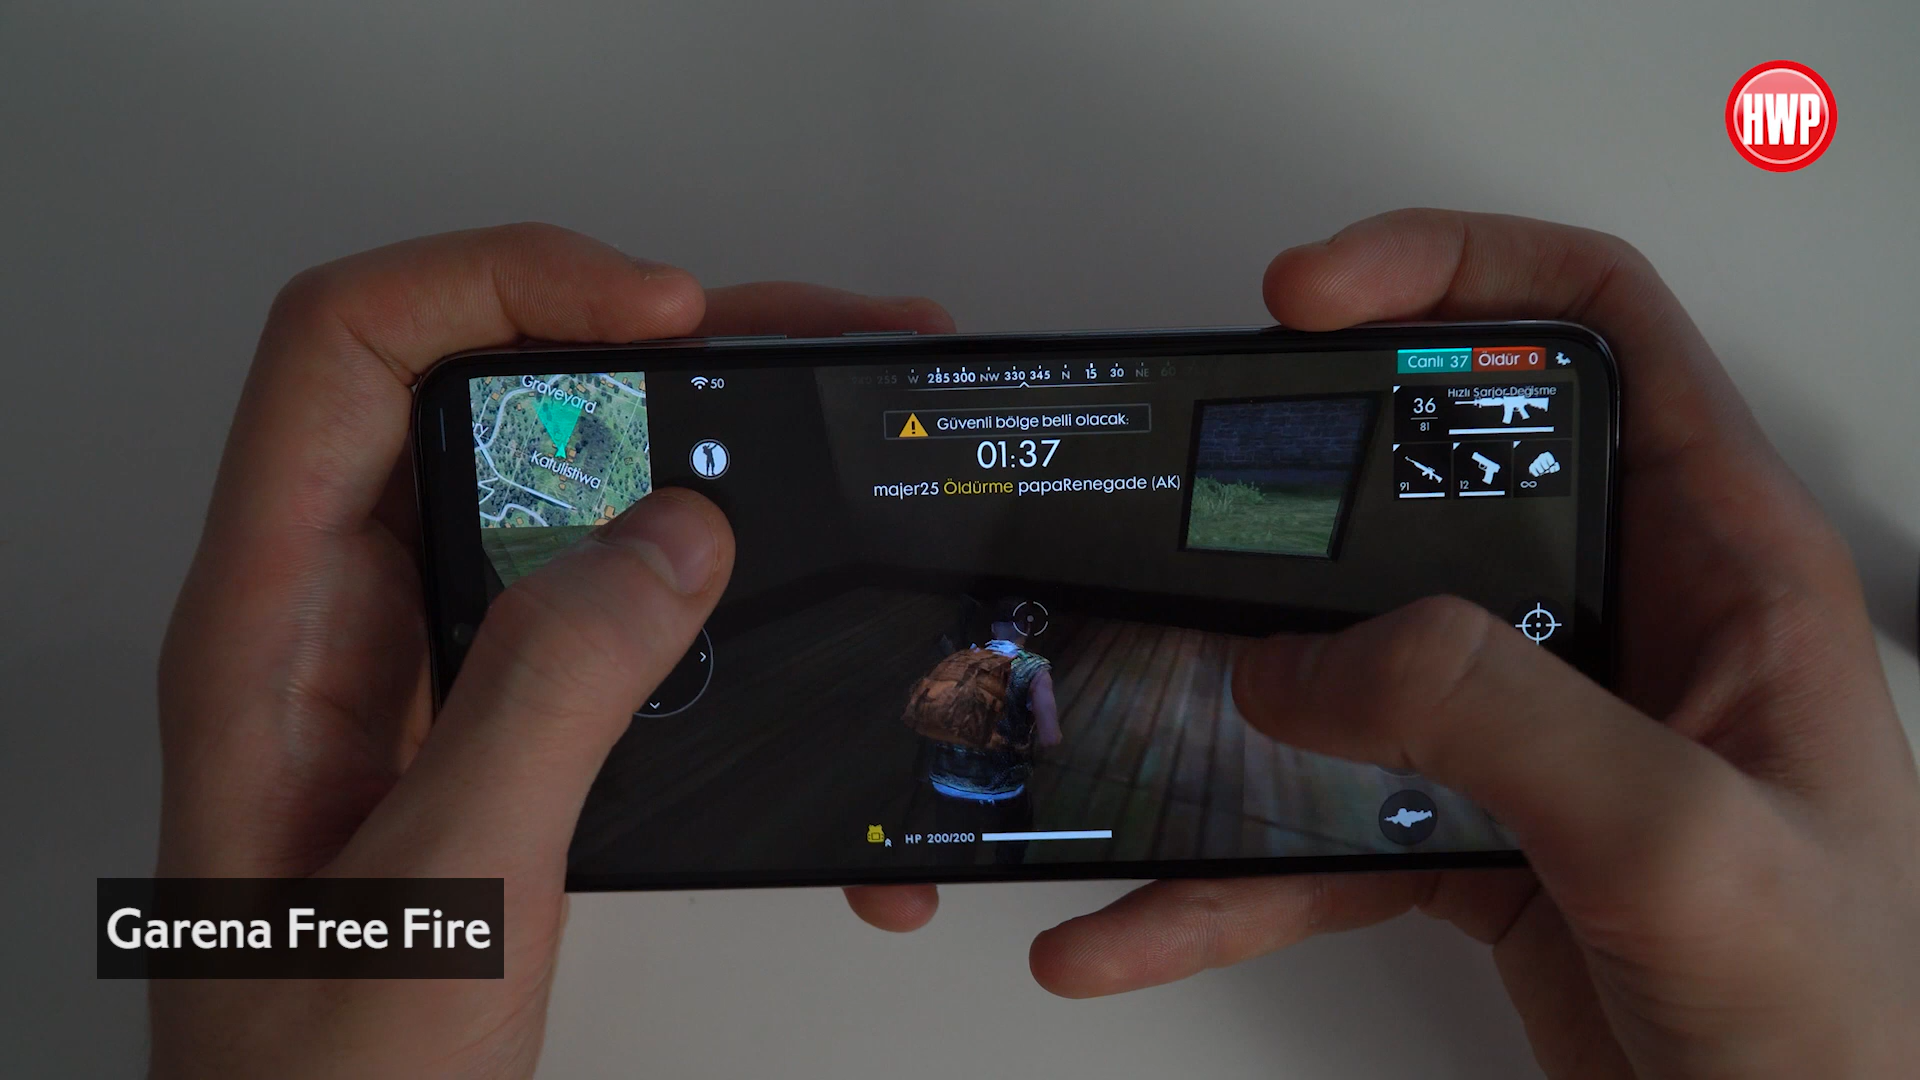 HWP
Graveyard
Katulistiwa
50
W 285 300 NW 330 345 N 15 30 NE 60
Güvenli bölge belli olacak:
01:37
majer25 Öldürme papaRenegade (AK)
Canlı 37 Öldür 0
Hızlı Şarjör Değişme
36
81
91
12
∞
HP 200/200
Garena Free Fire